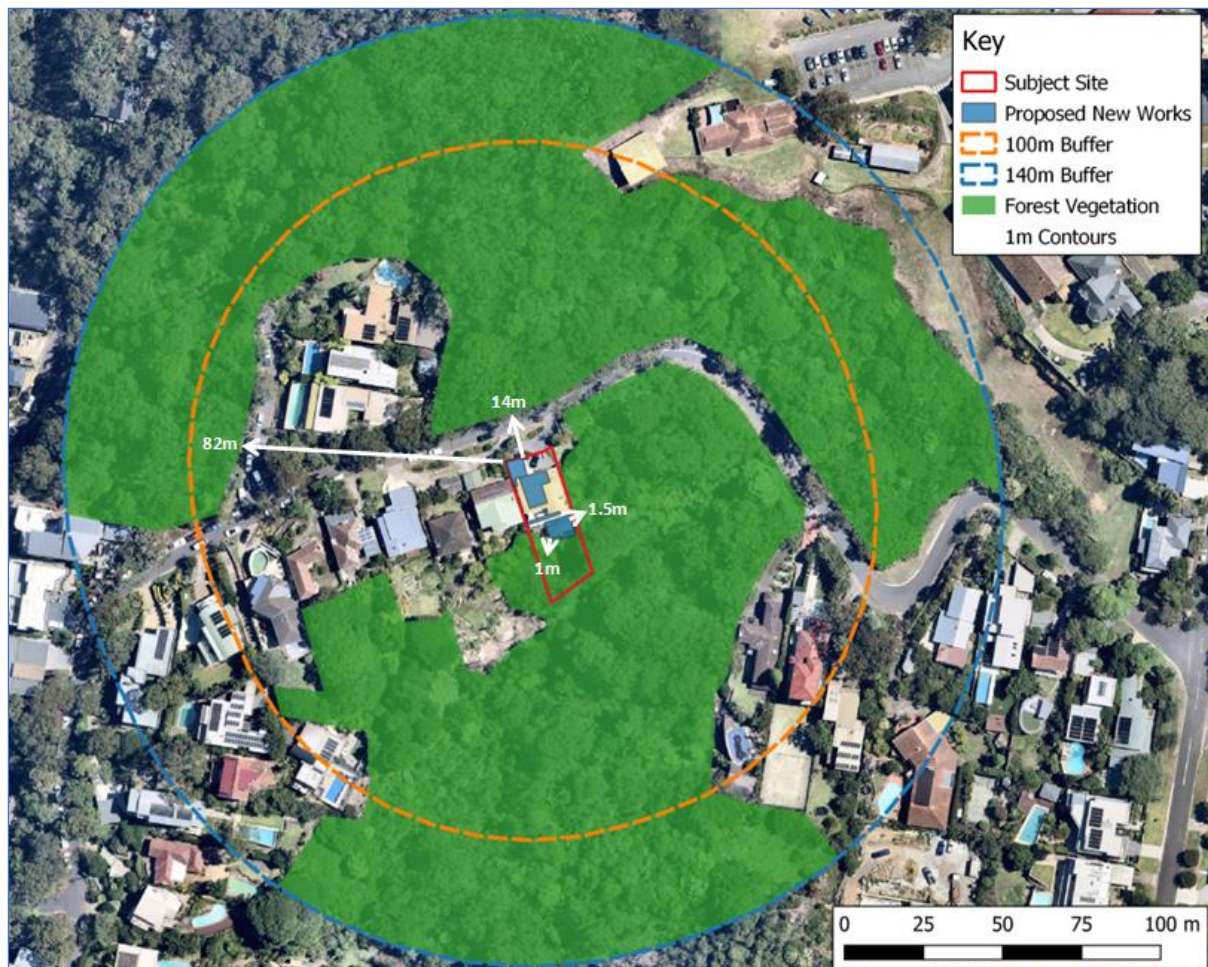 Key
Subject Site
Proposed New Works
100m Buffer
140m Buffer
Forest Vegetation
1m Contours
14m
82m
1.5m
1m
0 25 50 75 100 m